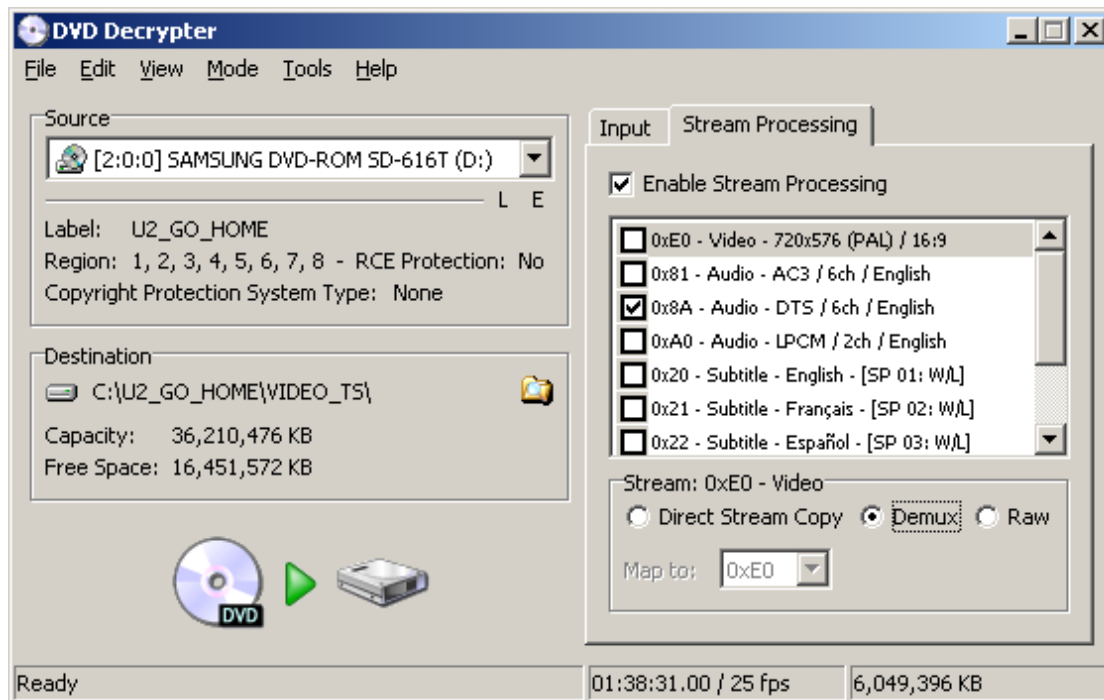 DVD Decrypter
File Edit View Mode Tools Help
Source
[2:0:0] SAMSUNG DVD-ROM SD-616T (D:)
L E
Label: U2_GO_HOME
Region: 1, 2, 3, 4, 5, 6, 7, 8 - RCE Protection: No
Copyright Protection System Type: None
Destination
C:\U2_GO_HOME\VIDEO_TS\
Capacity: 36,210,476 KB
Free Space: 16,451,572 KB
DVD
Input Stream Processing
Enable Stream Processing
0xE0 - Video - 720x576 (PAL) / 16:9
0x81 - Audio - AC3 / 6ch / English
0x8A - Audio - DTS / 6ch / English
0xA0 - Audio - LPCM / 2ch / English
0x20 - Subtitle - English - [SP 01: W/L]
0x21 - Subtitle - Français - [SP 02: W/L]
0x22 - Subtitle - Español - [SP 03: W/L]
Stream: 0xE0 - Video
Direct Stream Copy Demux Raw
Map to: 0xE0
Ready 01:38:31.00 / 25 fps 6,049,396 KB